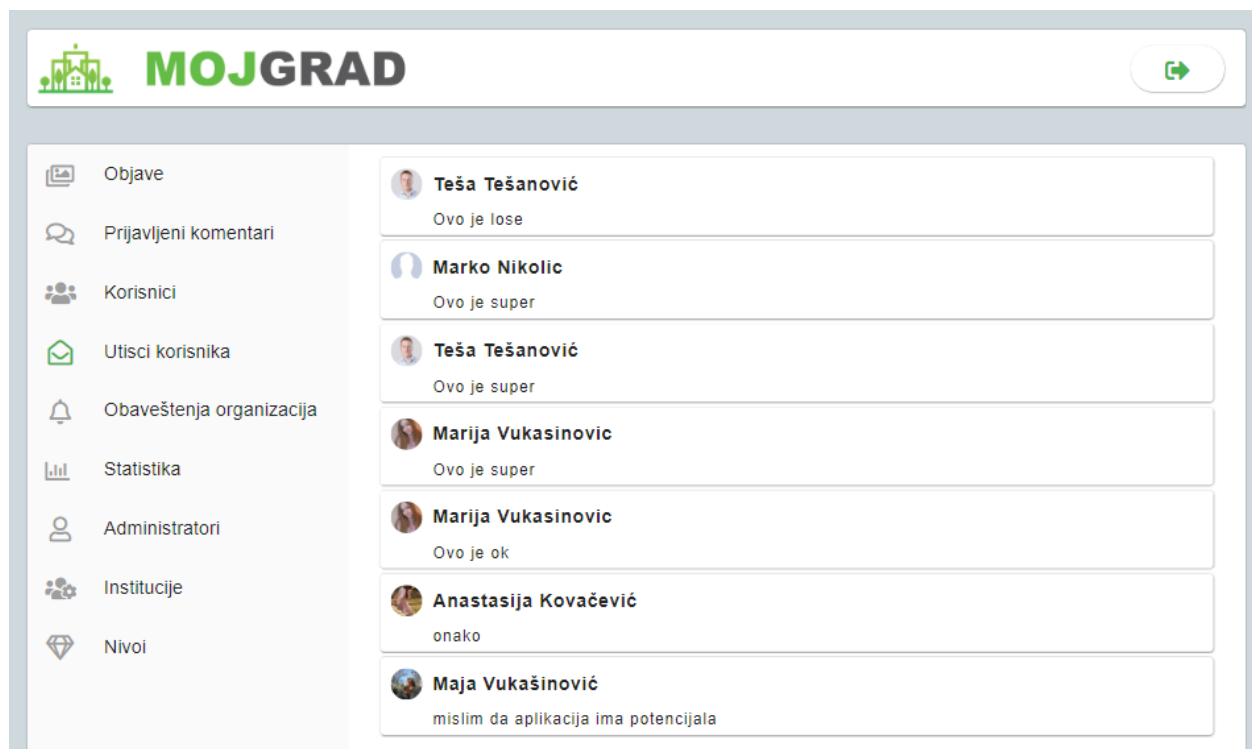 MOJGRAD
Objave
Prijavljeni komentari
Korisnici
Utisci korisnika
Obaveštenja organizacija
Statistika
Administratori
Institucije
Nivoi
Teša Tešanović
Ovo je lose
Marko Nikolic
Ovo je super
Teša Tešanović
Ovo je super
Marija Vukasinovic
Ovo je super
Marija Vukasinovic
Ovo je ok
Anastasija Kovačević
onako
Maja Vukašinović
mislim da aplikacija ima potencijala